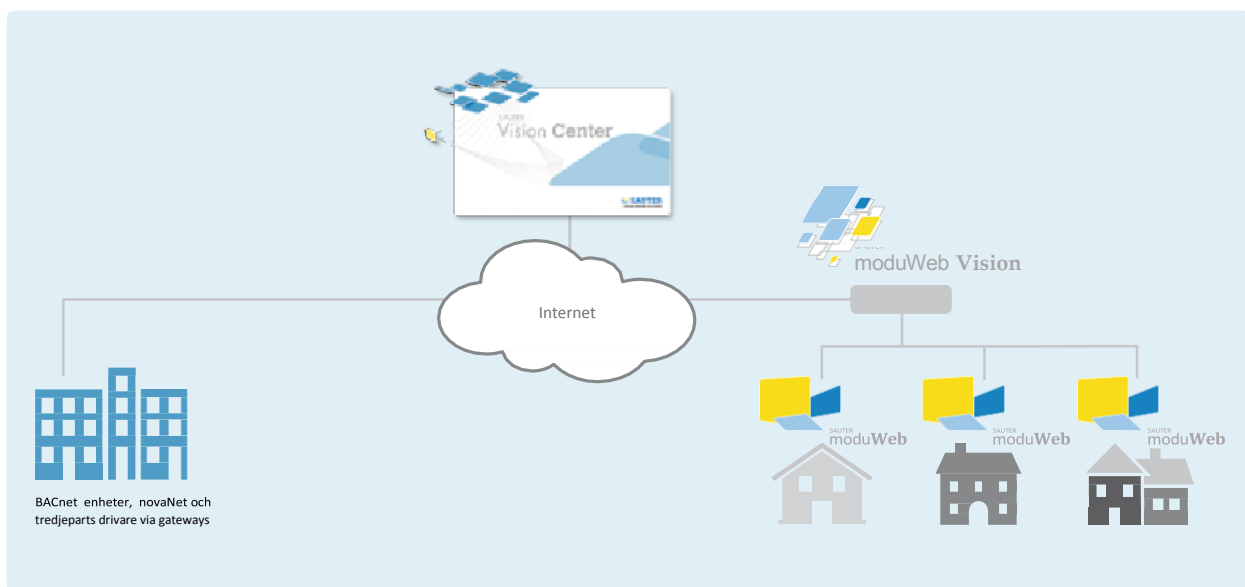 SAUTER
Vision Center
SAUTER
Internet
SAUTER
moduWeb Vision
SAUTER
moduWeb
SAUTER
moduWeb
SAUTER
moduWeb
BACnet enheter, novaNet och
tredjeparts drivare via gateways